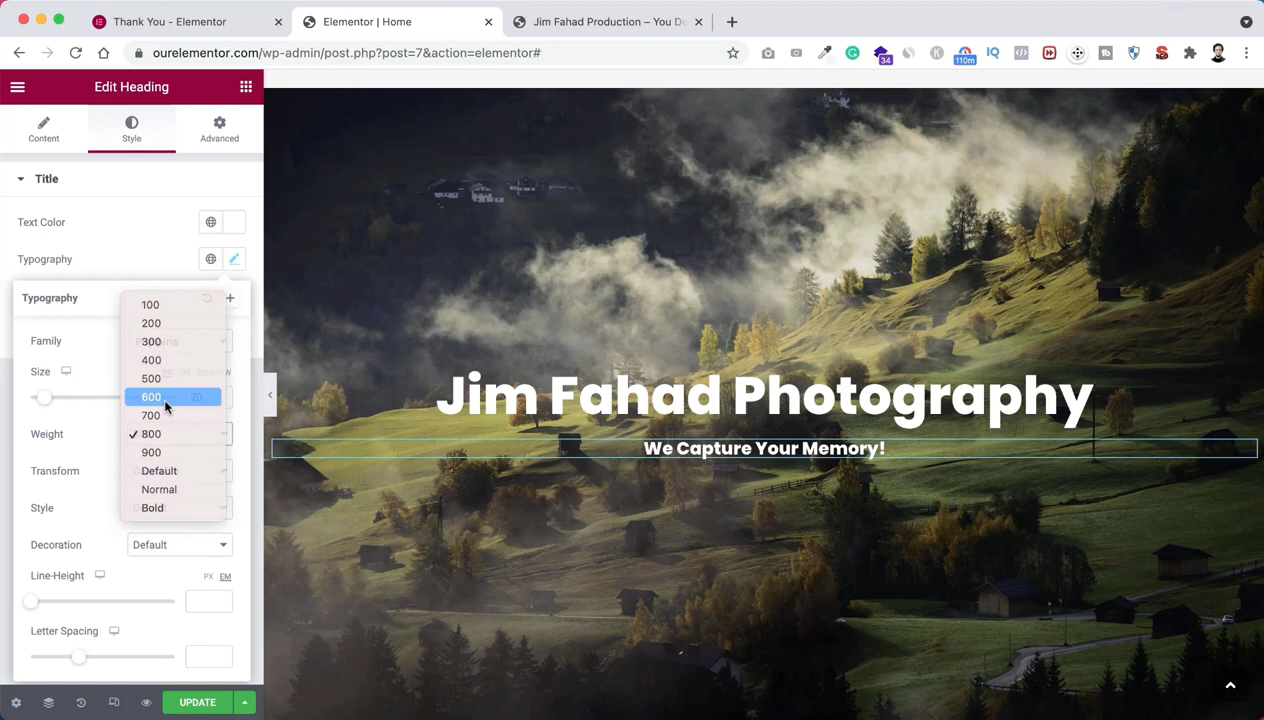 Thank You - Elementor
Elementor | Home
Jim Fahad Production – You De
ourelementor.com/wp-admin/post.php?post=7&action=elementor#
34
110m
IQ
Edit Heading
Content
Style
Advanced
Title
Text Color
Typography
Typography
Family
Size
Weight
Transform
Style
100
200
300
400
500
600
20
700
800
900
Default
Normal
Bold
Decoration
Default
Line-Height
PX
EM
Letter Spacing
UPDATE
Jim Fahad Photography
We Capture Your Memory!